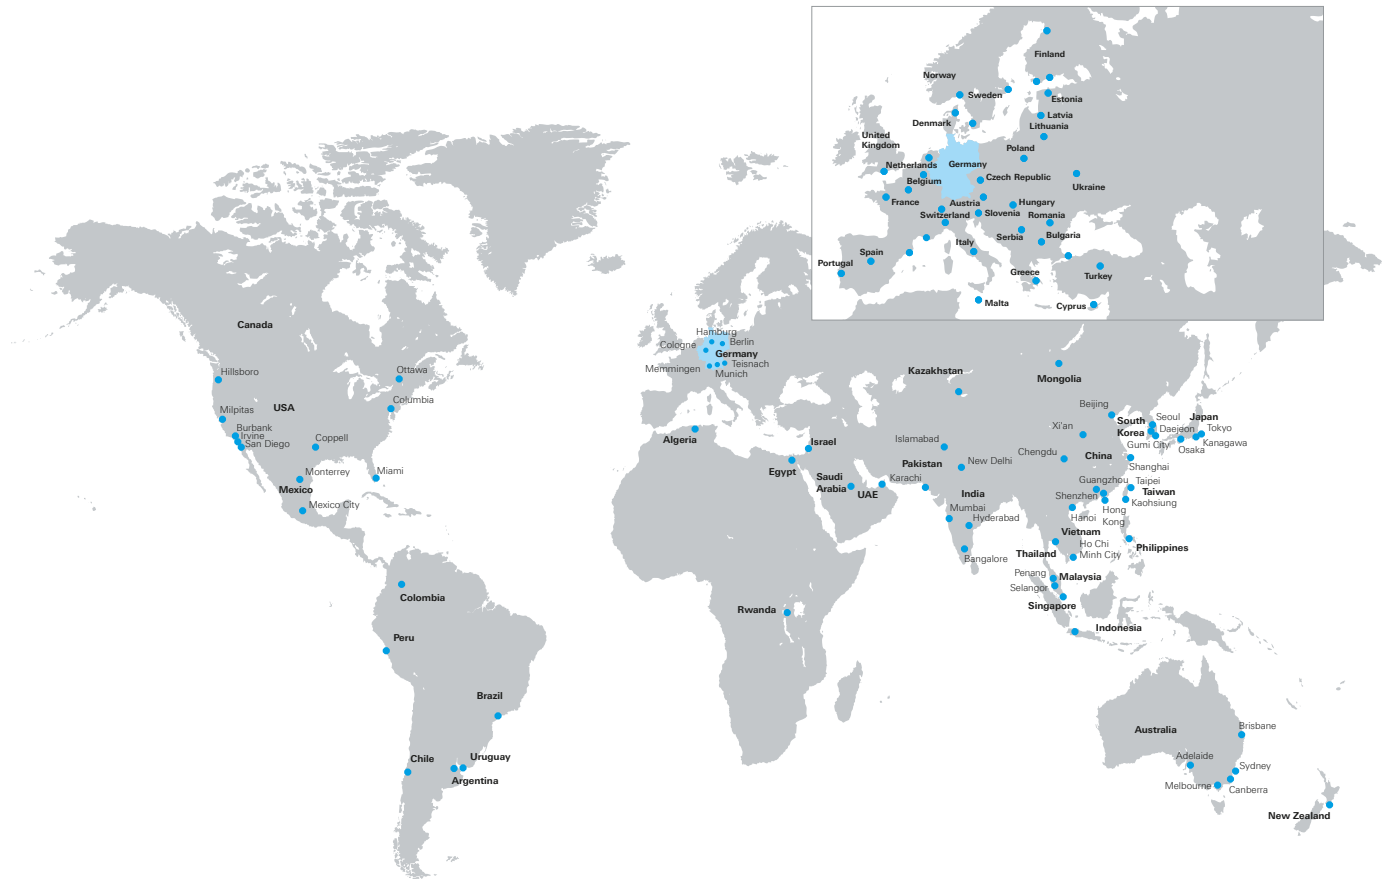 Finland
Norway
Sweden
Estonia
Latvia
Denmark
Lithuania
United
Kingdom
Poland
Netherlands
Germany
Belgium
Czech Republic
Ukraine
France
Austria
Hungary
Switzerland
Slovenia
Romania
Serbia
Bulgaria
Italy
Spain
Portugal
Greece
Turkey
Malta
Cyprus
Canada
Hillsboro
Ottawa
USA
Columbia
Milpitas
Burbank
Irvine
San Diego
Coppell
Monterrey
Miami
Mexico
Mexico City
Colombia
Peru
Brazil
Chile
Uruguay
Argentina
Hamburg
Cologne
Berlin
Germany
Memmingen
Teisnach
Munich
Algeria
Israel
Egypt
Saudi
Arabia
UAE
Rwanda
Kazakhstan
Mongolia
Islamabad
Pakistan
New Delhi
Karachi
India
Mumbai
Hyderabad
Bangalore
Beijing
Xi'an
Chengdu
China
South
Korea
Seoul
Daejeon
Gumi City
Japan
Tokyo
Kanagawa
Osaka
Shanghai
Guangzhou
Shenzhen
Hong
Kong
Taipei
Taiwan
Kaohsiung
Hanoi
Vietnam
Thailand
Ho Chi
Minh City
Philippines
Penang
Malaysia
Selangor
Singapore
Indonesia
Australia
Brisbane
Adelaide
Sydney
Melbourne
Canberra
New Zealand